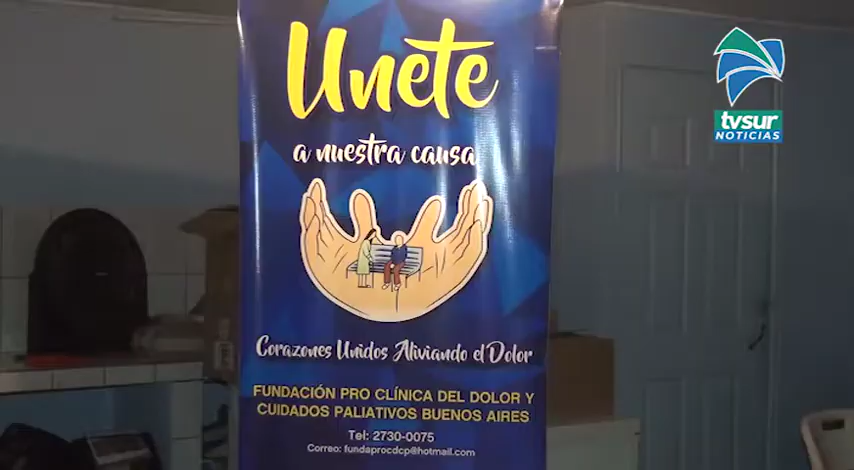 Unete
a nuestra causa
Corazones Unidos Aliviando el Dolor
FUNDACIÓN PRO CLÍNICA DEL DOLOR Y
CUIDADOS PALIATIVOS BUENOS AIRES
Tel: 2730-0075
Correo: fundaprocdcp@hotmail.com
tvsur
NOTICIAS